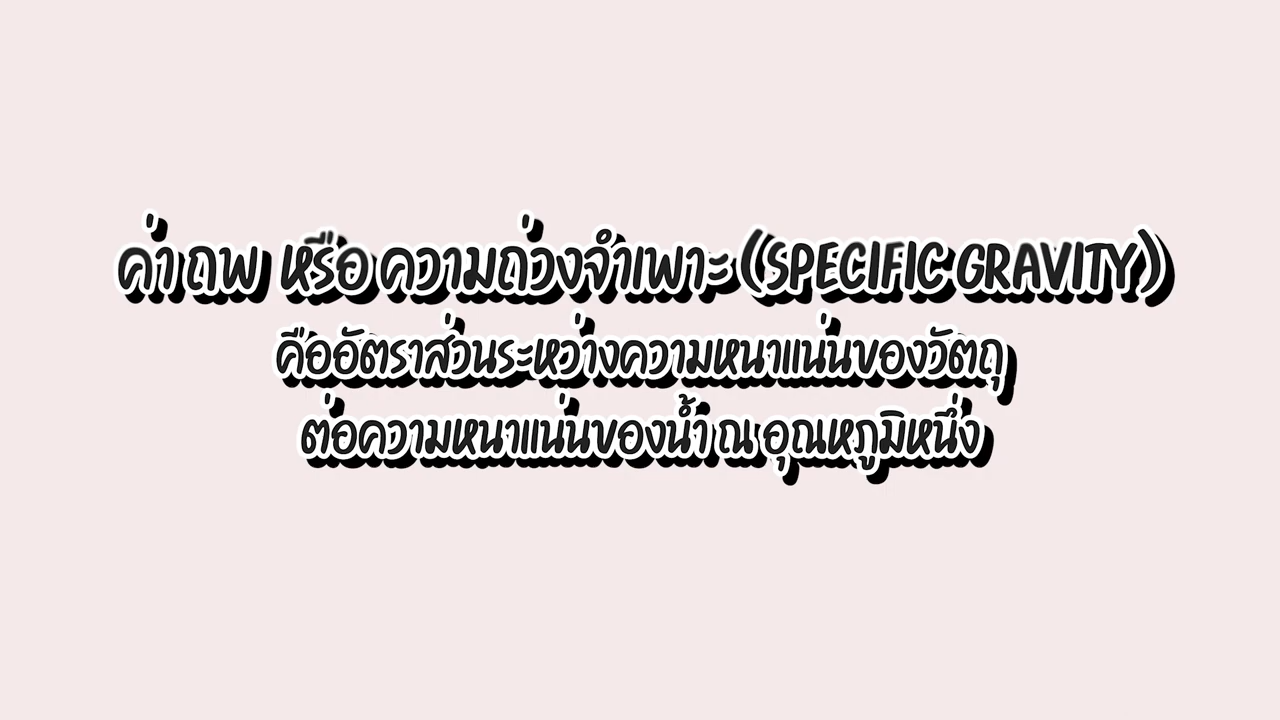 ค่า ถพ หรือ ความถ่วงจำเพาะ (SPECIFIC GRAVITY)
คืออัตราส่วนระหว่างความหนาแน่นของวัตถุ
ต่อความหนาแน่นของน้ำ ณ อุณหภูมิหนึ่ง